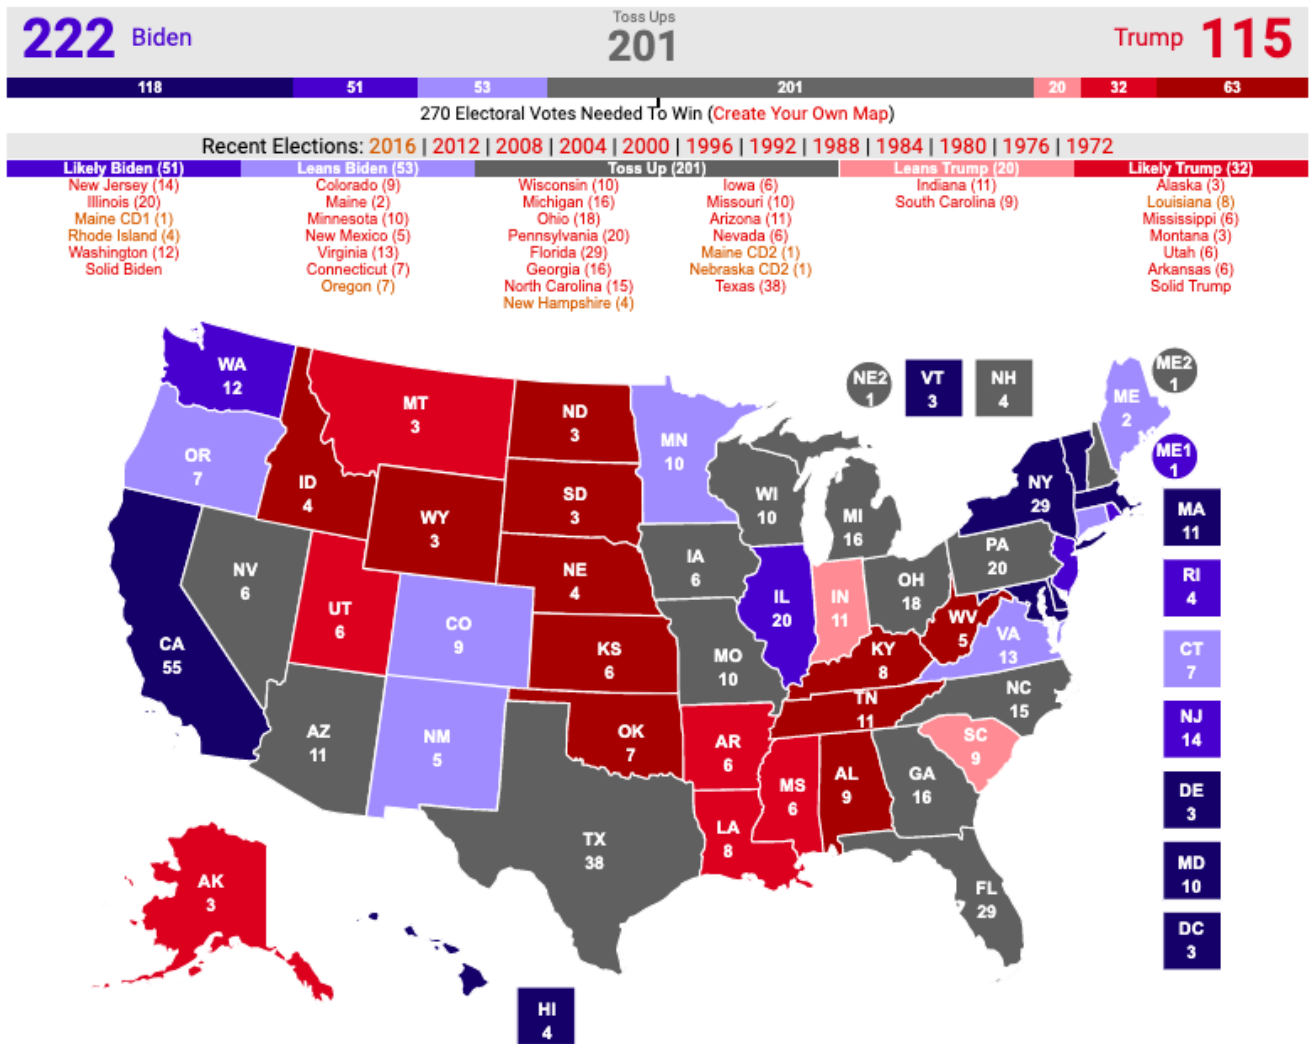 222 Biden
Toss Ups
201
Trump 115
118 51 53 201 20 32 63
270 Electoral Votes Needed To Win (Create Your Own Map)
Recent Elections: 2016 | 2012 | 2008 | 2004 | 2000 | 1996 | 1992 | 1988 | 1984 | 1980 | 1976 | 1972
Likely Biden (51)
New Jersey (14)
Illinois (20)
Maine CD1 (1)
Rhode Island (4)
Washington (12)
Solid Biden
Leans Biden (53)
Colorado (9)
Maine (2)
Minnesota (10)
New Mexico (5)
Virginia (13)
Connecticut (7)
Oregon (7)
Toss Up (201)
Wisconsin (10)
Michigan (16)
Ohio (18)
Pennsylvania (20)
Florida (29)
Georgia (16)
North Carolina (15)
New Hampshire (4)
Iowa (6)
Missouri (10)
Arizona (11)
Nevada (6)
Maine CD2 (1)
Nebraska CD2 (1)
Texas (38)
Leans Trump (20)
Indiana (11)
South Carolina (9)
Likely Trump (32)
Alaska (3)
Louisiana (8)
Mississippi (6)
Montana (3)
Utah (6)
Arkansas (6)
Solid Trump
WA
12
OR
7
CA
55
NV
6
ID
4
MT
3
WY
3
UT
6
AZ
11
CO
9
NM
5
ND
3
SD
3
NE
4
KS
6
OK
7
TX
38
MN
10
IA
6
MO
10
AR
6
LA
8
WI
10
IL
20
MS
6
MI
16
IN
11
KY
8
TN
11
AL
9
OH
18
WV
5
GA
16
FL
29
SC
9
NC
15
VA
13
PA
20
NY
29
ME
2
NE2
1
VT
3
NH
4
ME2
1
ME1
1
MA
11
RI
4
CT
7
NJ
14
DE
3
MD
10
DC
3
AK
3
HI
4